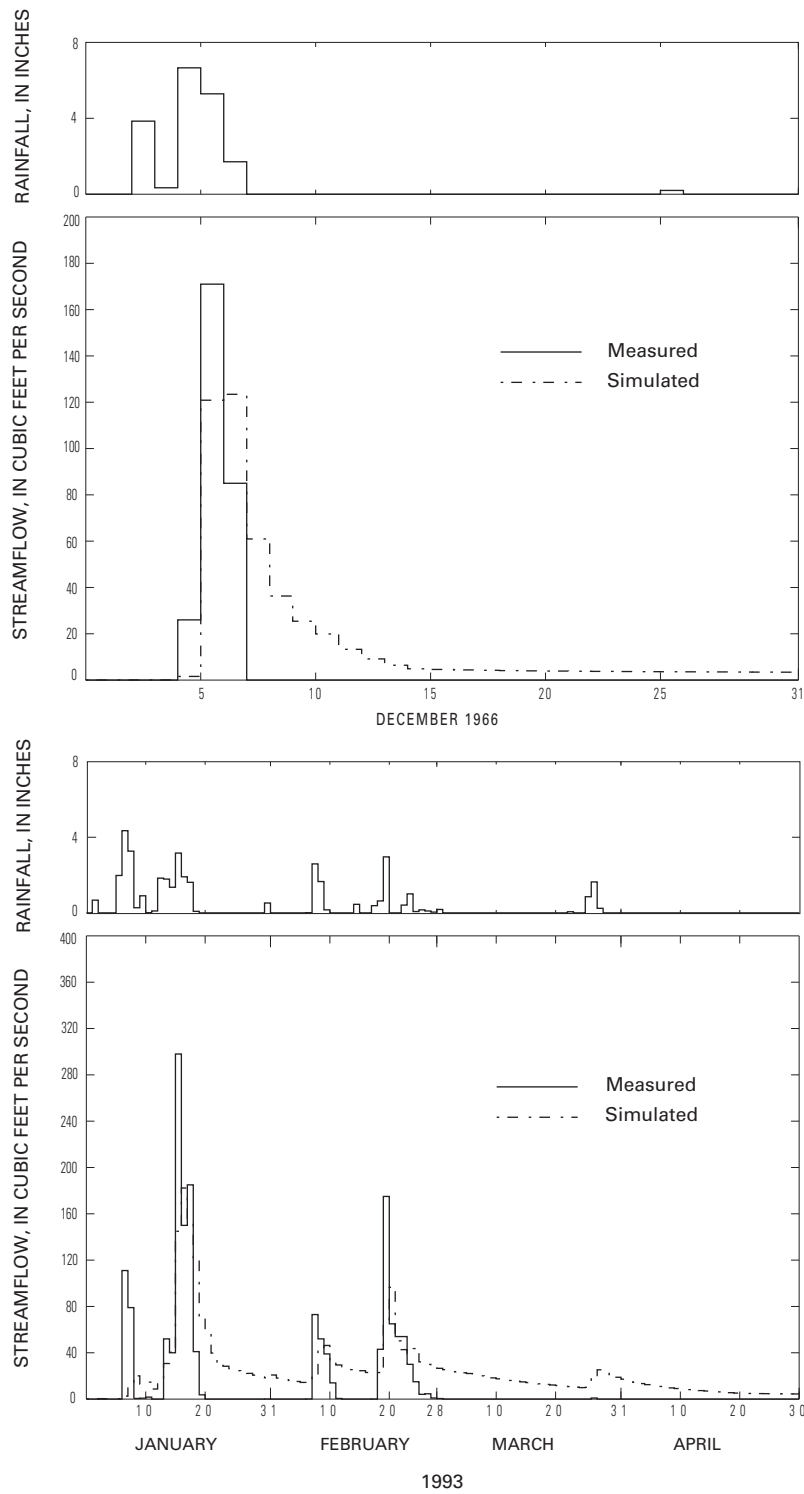 RAINFALL, IN INCHES
8
4
0
STREAMFLOW, IN CUBIC FEET PER SECOND
200
180
160
140
120
100
80
60
40
20
0
Measured
Simulated
5 10 15 20 25 31
DECEMBER 1966
RAINFALL, IN INCHES
8
4
0
STREAMFLOW, IN CUBIC FEET PER SECOND
400
360
320
280
240
200
160
120
80
40
0
Measured
Simulated
10 20 31 10 20 28 10 20 31 10 20 30
JANUARY FEBRUARY MARCH APRIL
1993